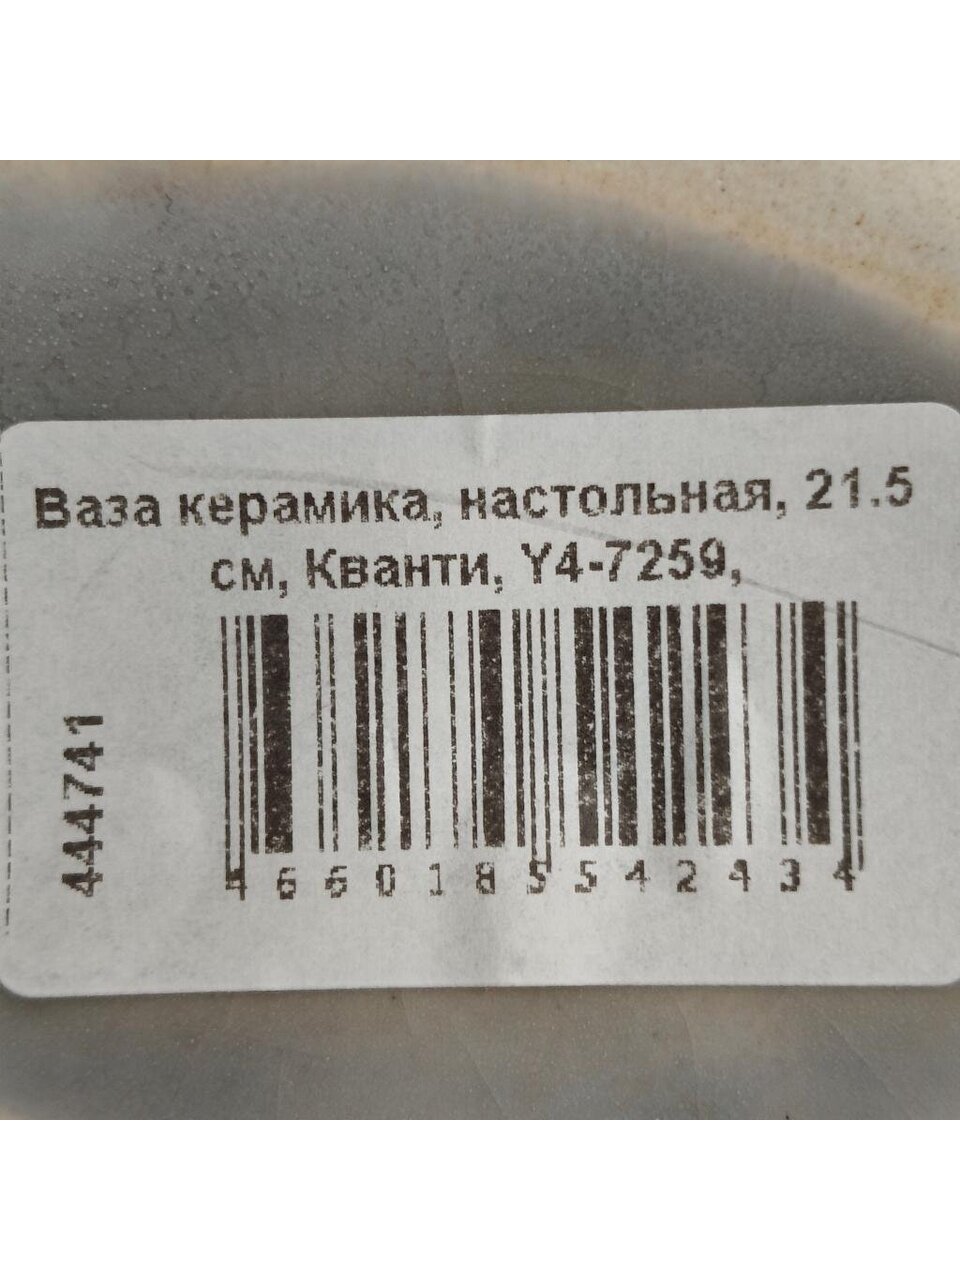 Ваза керамика, настольная, 21.5
см, Кванти, Y4-7259,
444741
4660185542434